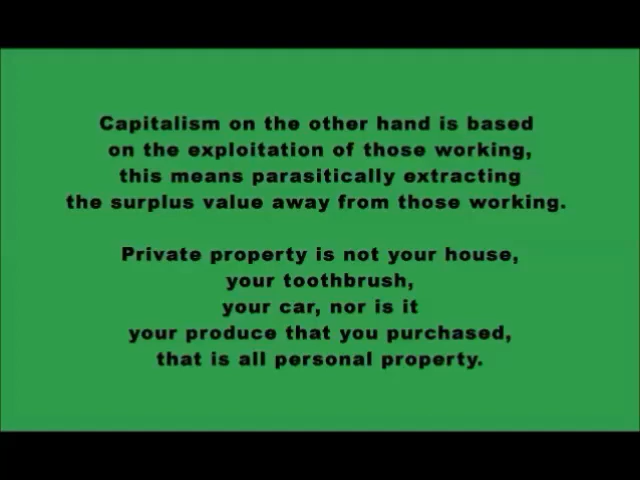 Capitalism on the other hand is based
on the exploitation of those working,
this means parasitically extracting
the surplus value away from those working.
Private property is not your house,
your toothbrush,
your car, nor is it
your produce that you purchased,
that is all personal property.